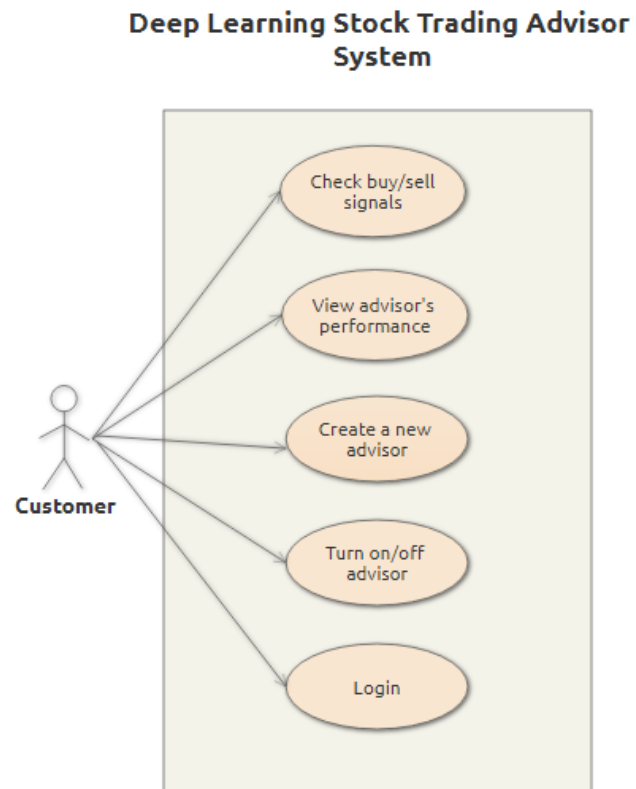 Deep Learning Stock Trading Advisor
System
Check buy/sell
signals
View advisor's
performance
Create a new
advisor
Customer
Turn on/off
advisor
Login